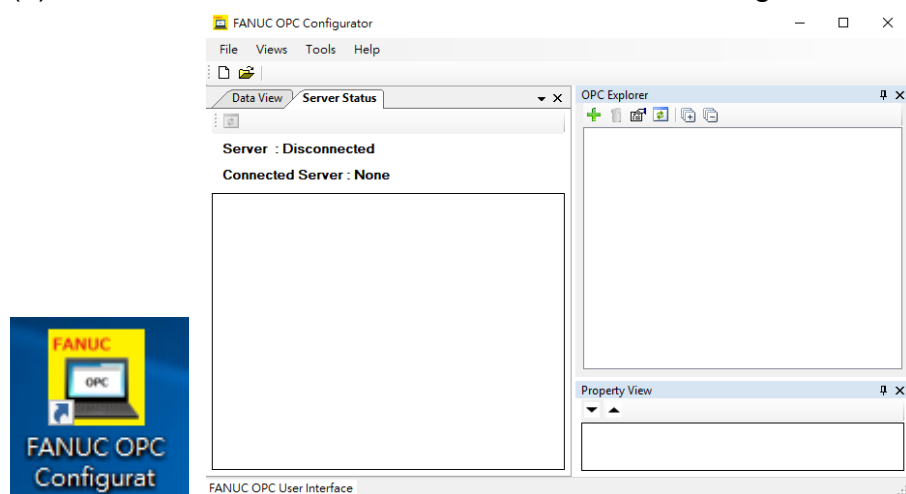 FANUC OPC Configurator
File Views Tools Help
Data View Server Status
Server : Disconnected
Connected Server : None
OPC Explorer
Property View
FANUC OPC User Interface
FANUC
OPC
FANUC OPC
Configurat